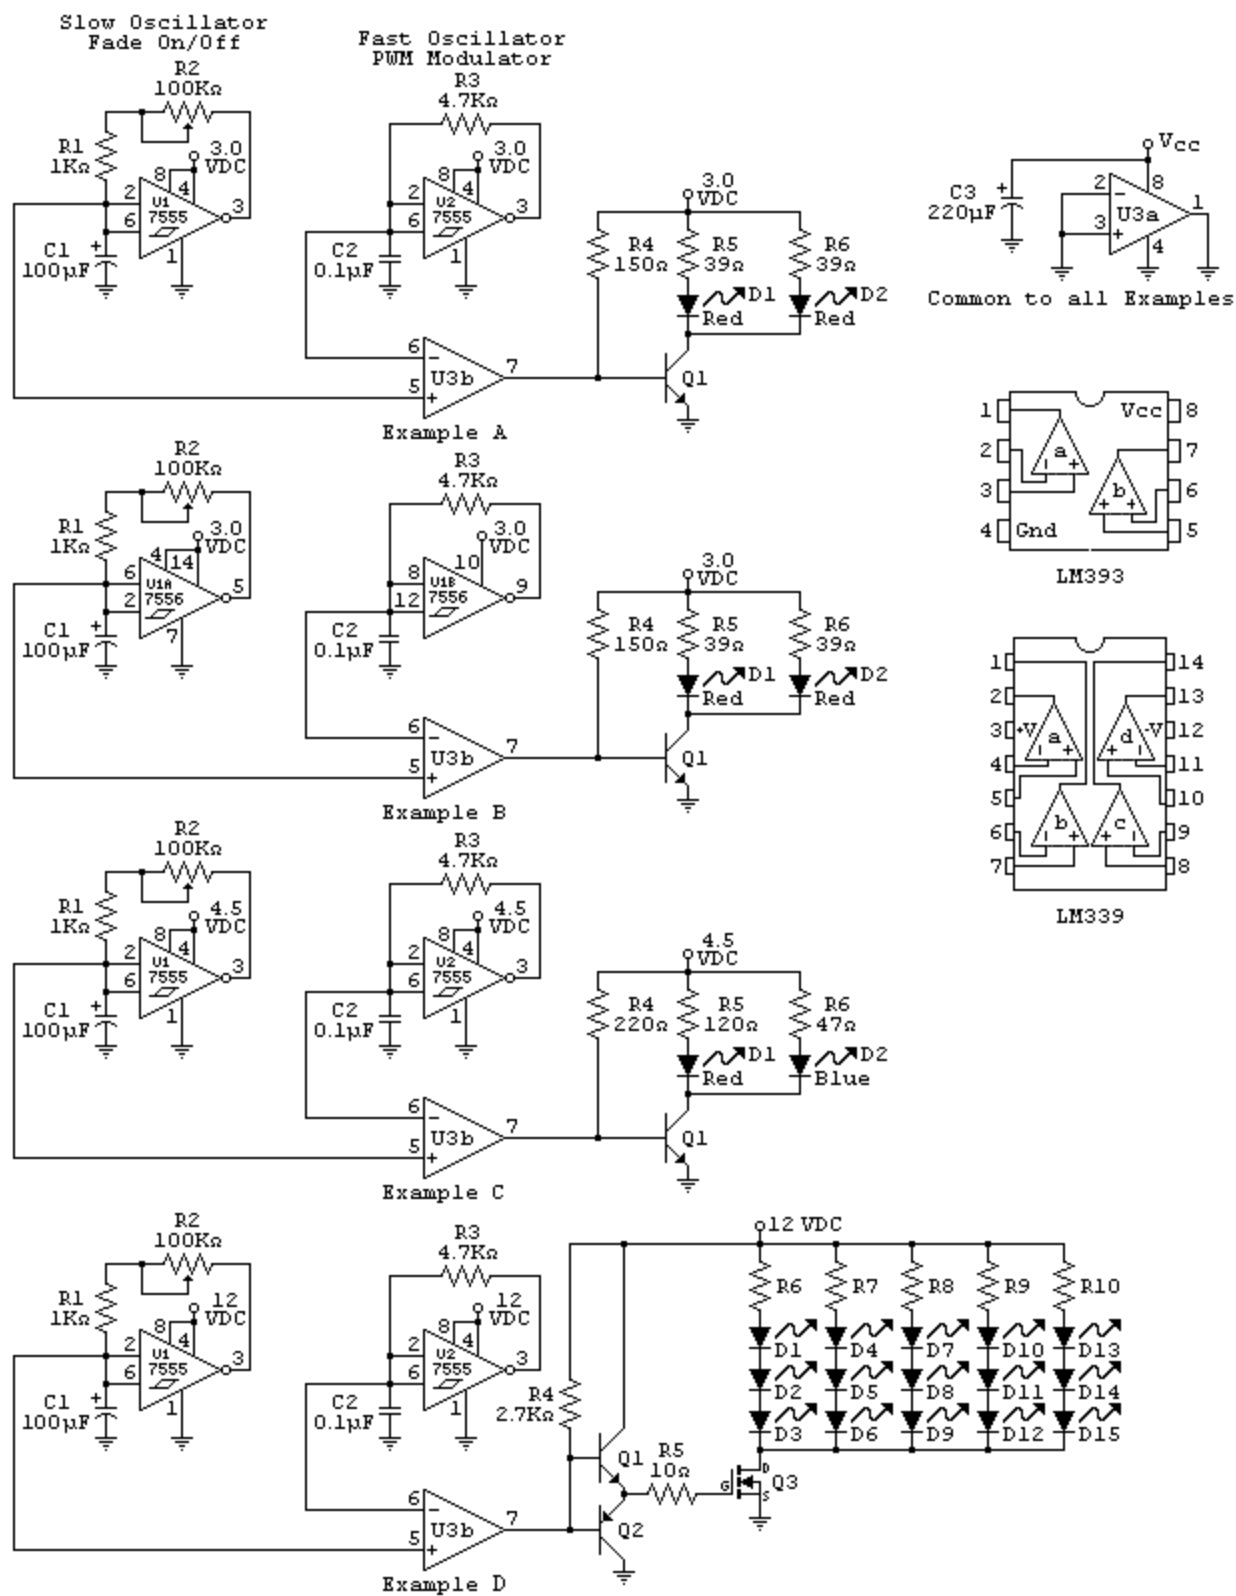 Slow Oscillator
Fade On/Off
Fast Oscillator
PWM Modulator
R2
100KΩ
R1
1KΩ
3.0
VDC
8
4
2
6
U1
7555
3
1
C1
+
100µF
R3
4.7KΩ
3.0
VDC
8
4
2
6
U2
7555
3
1
C2
0.1µF
6
5
−
+
U3b
7
3.0
VDC
R4
150Ω
R5
39Ω
R6
39Ω
D1
Red
D2
Red
Q1
Example A
Vcc
C3
+
220µF
2
3
−
+
8
U3a
1
4
Common to all Examples
1
2
3
4
Gnd
Vcc
8
7
6
5
a
− +
b
+ +
LM393
1
2
3
4
5
6
7
14
13
12
11
10
9
8
+V
-V
a
− +
d
+ −
b
− +
c
+ −
LM339
R2
100KΩ
R1
1KΩ
3.0
VDC
4
14
6
2
U1A
7556
5
7
C1
+
100µF
R3
4.7KΩ
3.0
VDC
10
8
12
U1B
7556
9
C2
0.1µF
6
5
−
+
U3b
7
3.0
VDC
R4
150Ω
R5
39Ω
R6
39Ω
D1
Red
D2
Red
Q1
Example B
R2
100KΩ
R1
1KΩ
4.5
VDC
8
4
2
6
U1
7555
3
1
C1
+
100µF
R3
4.7KΩ
4.5
VDC
8
4
2
6
U2
7555
3
1
C2
0.1µF
6
5
−
+
U3b
7
4.5
VDC
R4
220Ω
R5
120Ω
R6
47Ω
D1
Red
D2
Blue
Q1
Example C
R2
100KΩ
R1
1KΩ
12
VDC
8
4
2
6
U1
7555
3
1
C1
+
100µF
R3
4.7KΩ
12
VDC
8
4
2
6
U2
7555
3
1
C2
0.1µF
6
5
−
+
U3b
7
R4
2.7KΩ
Q1
Q2
R5
10Ω
G
D
S
Q3
12 VDC
R6 R7 R8 R9 R10
D1 D4 D7 D10 D13
D2 D5 D8 D11 D14
D3 D6 D9 D12 D15
Example D